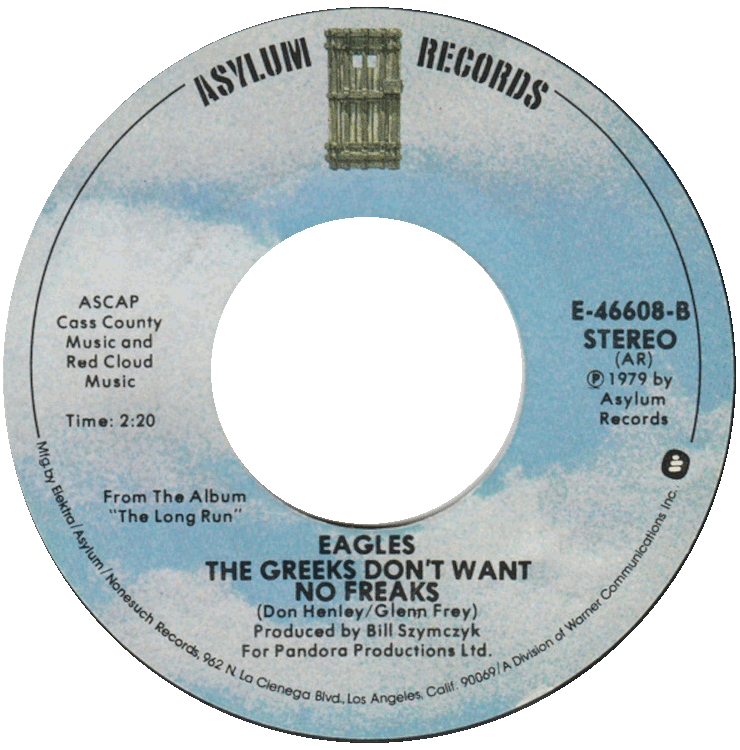 ASYLUM RECORDS
ASCAP
Cass County
Music and
Red Cloud
Music
Time: 2:20
E-46608-B
STEREO
(AR)
Ⓟ 1979 by
Asylum
Records
From The Album
"The Long Run"
EAGLES
THE GREEKS DON'T WANT
NO FREAKS
(Don Henley/Glenn Frey)
Produced by Bill Szymczyk
For Pandora Productions Ltd.
Mfg. by Elektra/Asylum/Nonesuch Records, 962 N. La Cienega Blvd., Los Angeles, Calif. 90069/A Division of Warner Communications Inc.